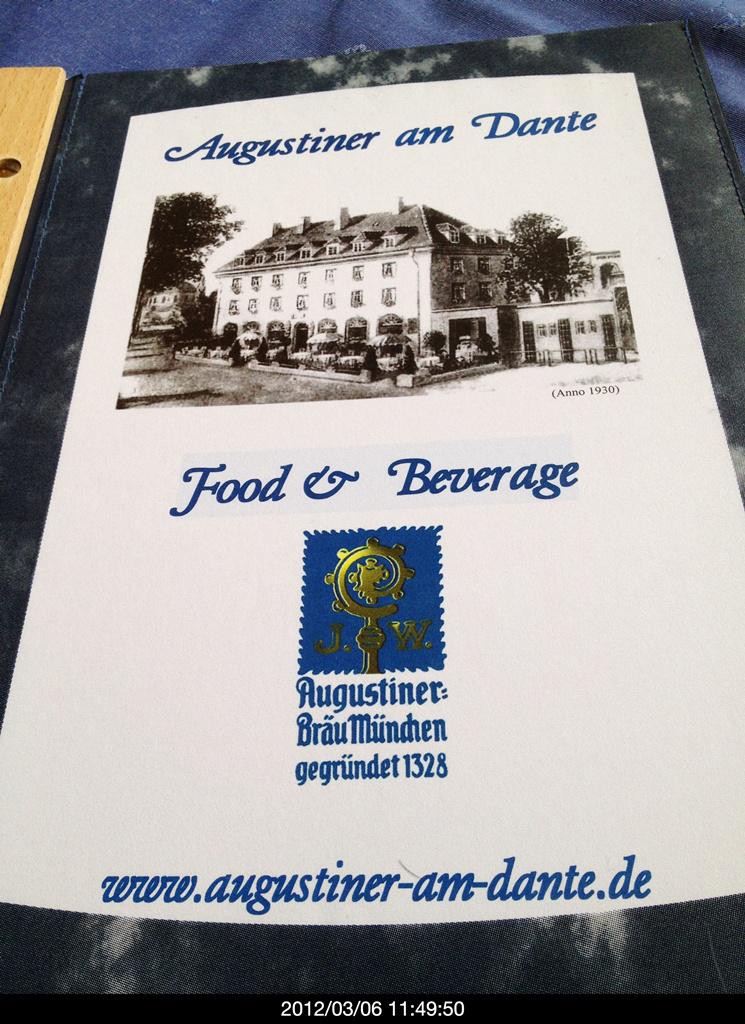 Augustiner am Dante
(Anno 1930)
Food & Beverage
J. W.
Augustiner=
Bräu München
gegründet 1328
www.augustiner-am-dante.de
2012/03/06 11:49:50